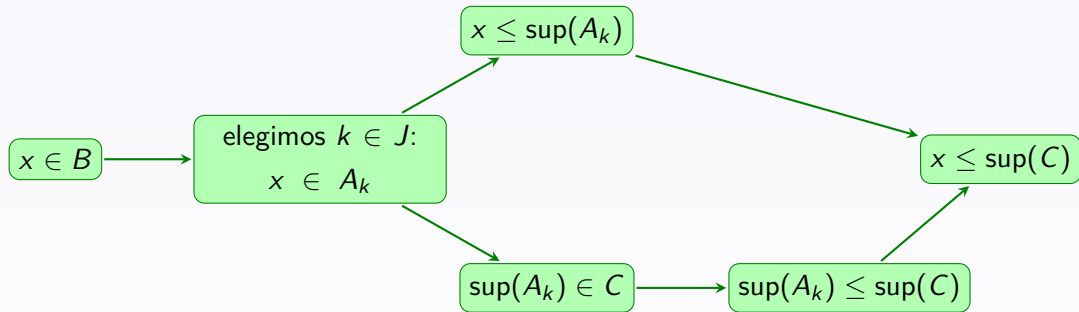 x ≤ sup(A_k)
x ∈ B
elegimos k ∈ J:
x ∈ A_k
x ≤ sup(C)
sup(A_k) ∈ C
sup(A_k) ≤ sup(C)